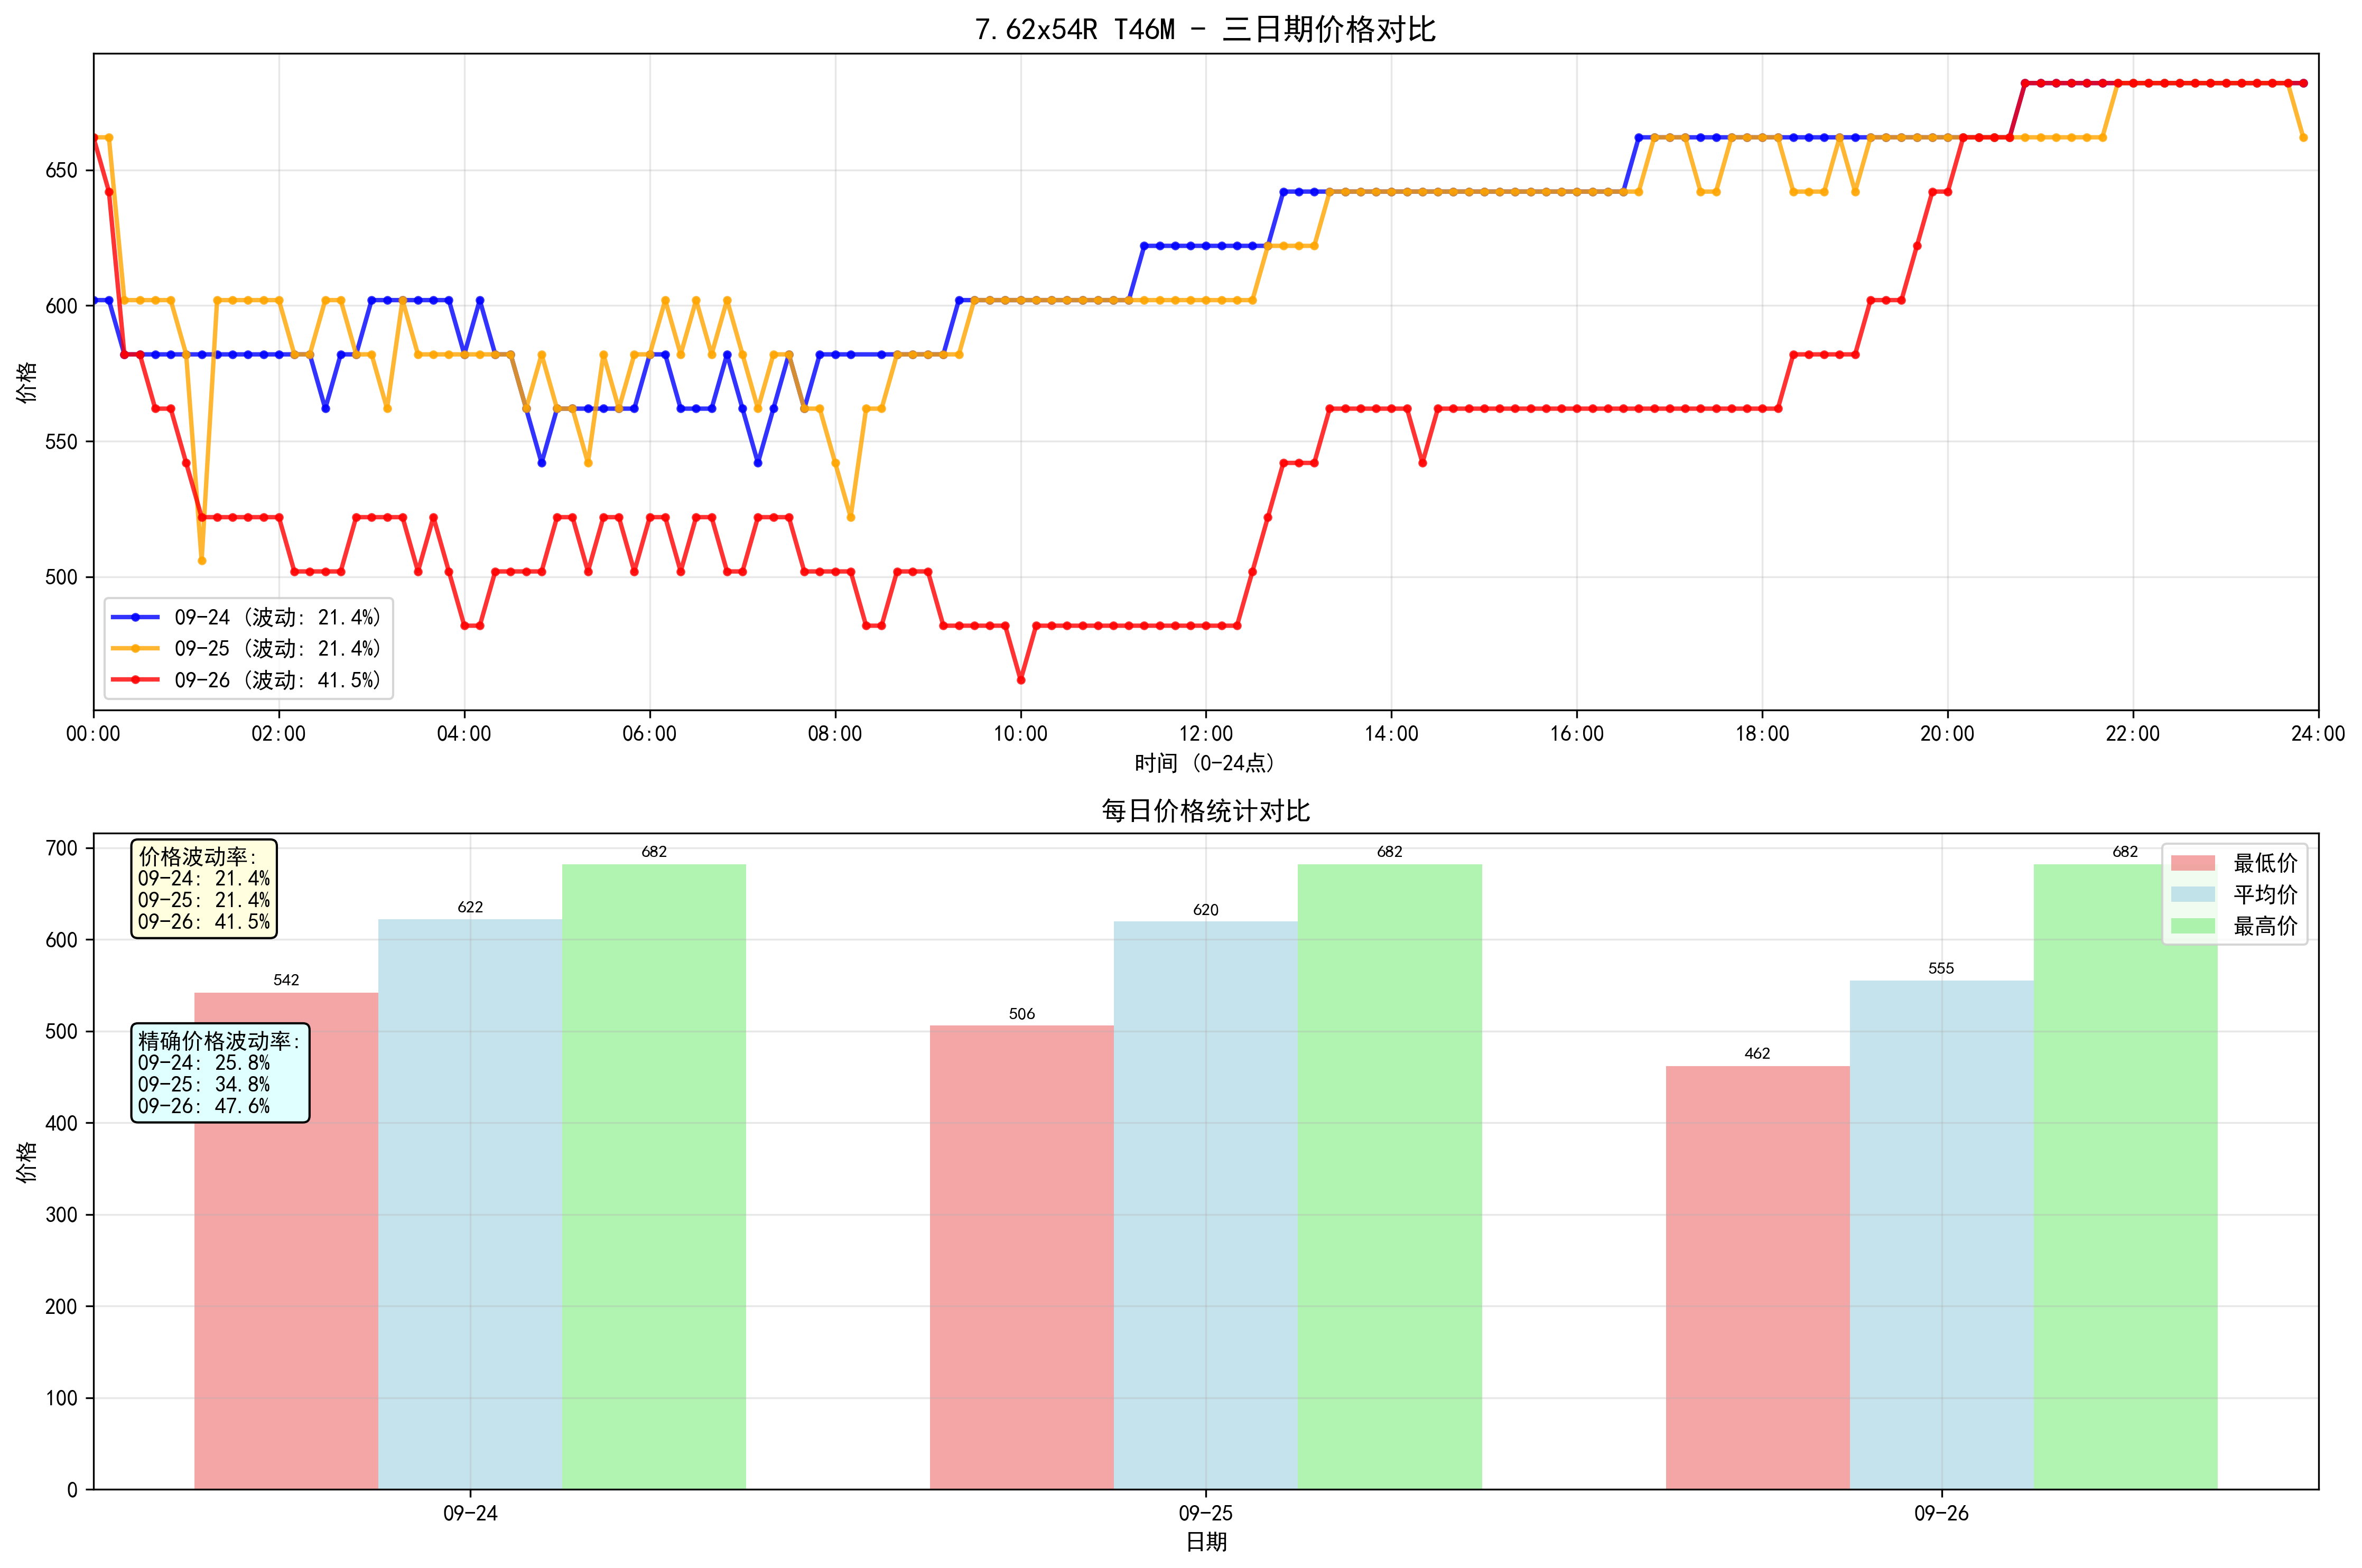 7.62x54R T46M - 三日期价格对比
价格
650
600
550
500
09-24 (波动: 21.4%)
09-25 (波动: 21.4%)
09-26 (波动: 41.5%)
00:00 02:00 04:00 06:00 08:00 10:00 12:00 14:00 16:00 18:00 20:00 22:00 24:00
时间 (0-24点)
每日价格统计对比
价格
700
600
500
400
300
200
100
0
价格波动率:
09-24: 21.4%
09-25: 21.4%
09-26: 41.5%
精确价格波动率:
09-24: 25.8%
09-25: 34.8%
09-26: 47.6%
542
622
682
506
620
682
462
555
682
最低价
平均价
最高价
09-24 09-25 09-26
日期